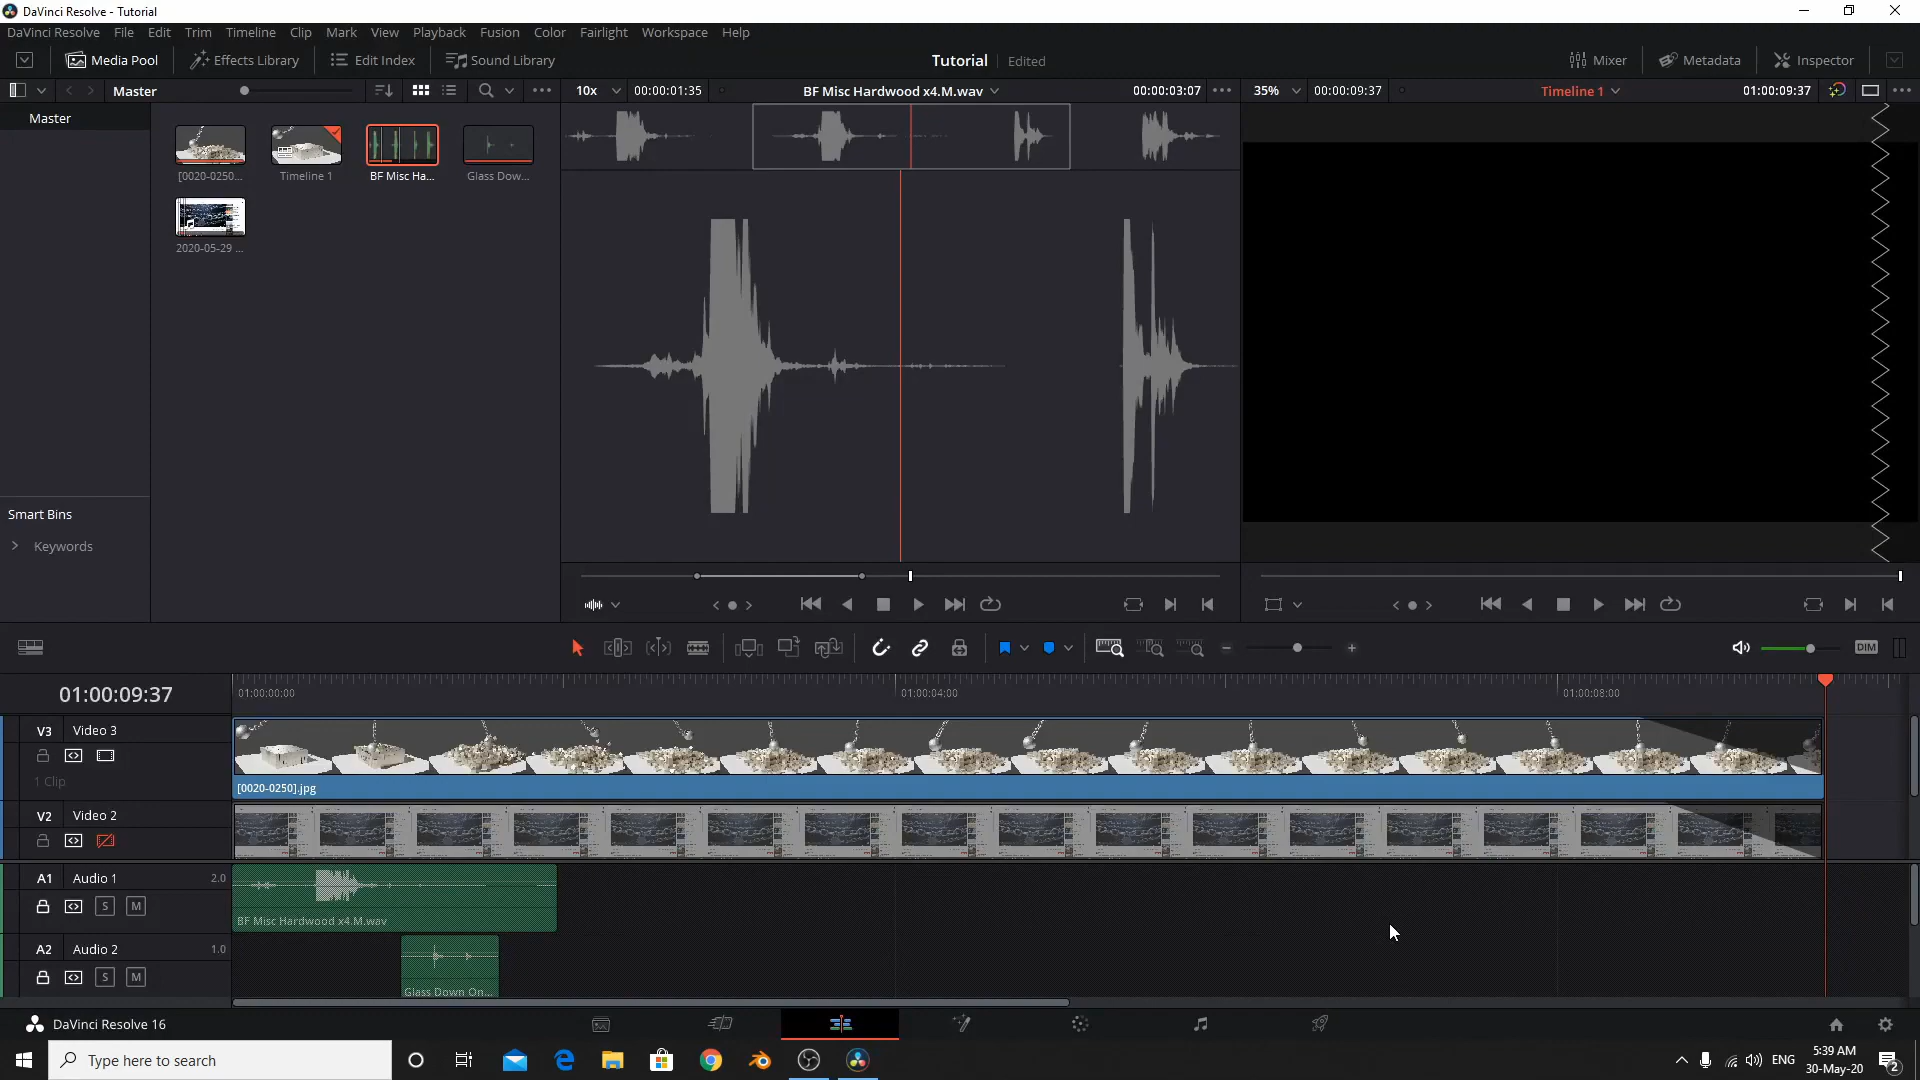 DaVinci Resolve - Tutorial
DaVinci Resolve File Edit Trim Timeline Clip Mark View Playback Fusion Color Fairlight Workspace Help
Media Pool Effects Library Edit Index Sound Library Tutorial Edited Mixer Metadata Inspector
Master 10x 00:00:01:35 BF Misc Hardwood x4.M.wav 00:00:03:07 35% 00:00:09:37 Timeline 1 01:00:09:37
Master
[0020-0250... Timeline 1 BF Misc Ha... Glass Dow...
2020-05-29 ...
Smart Bins
Keywords
DIM
01:00:09:37 01:00:00:00 01:00:04:00 01:00:08:00
V3 Video 3
1 Clip
[0020-0250].jpg
V2 Video 2
A1 Audio 1 2.0
S M
BF Misc Hardwood x4.M.wav
A2 Audio 2 1.0
S M
Glass Down On...
DaVinci Resolve 16
Type here to search
ENG
5:39 AM
30-May-20
2